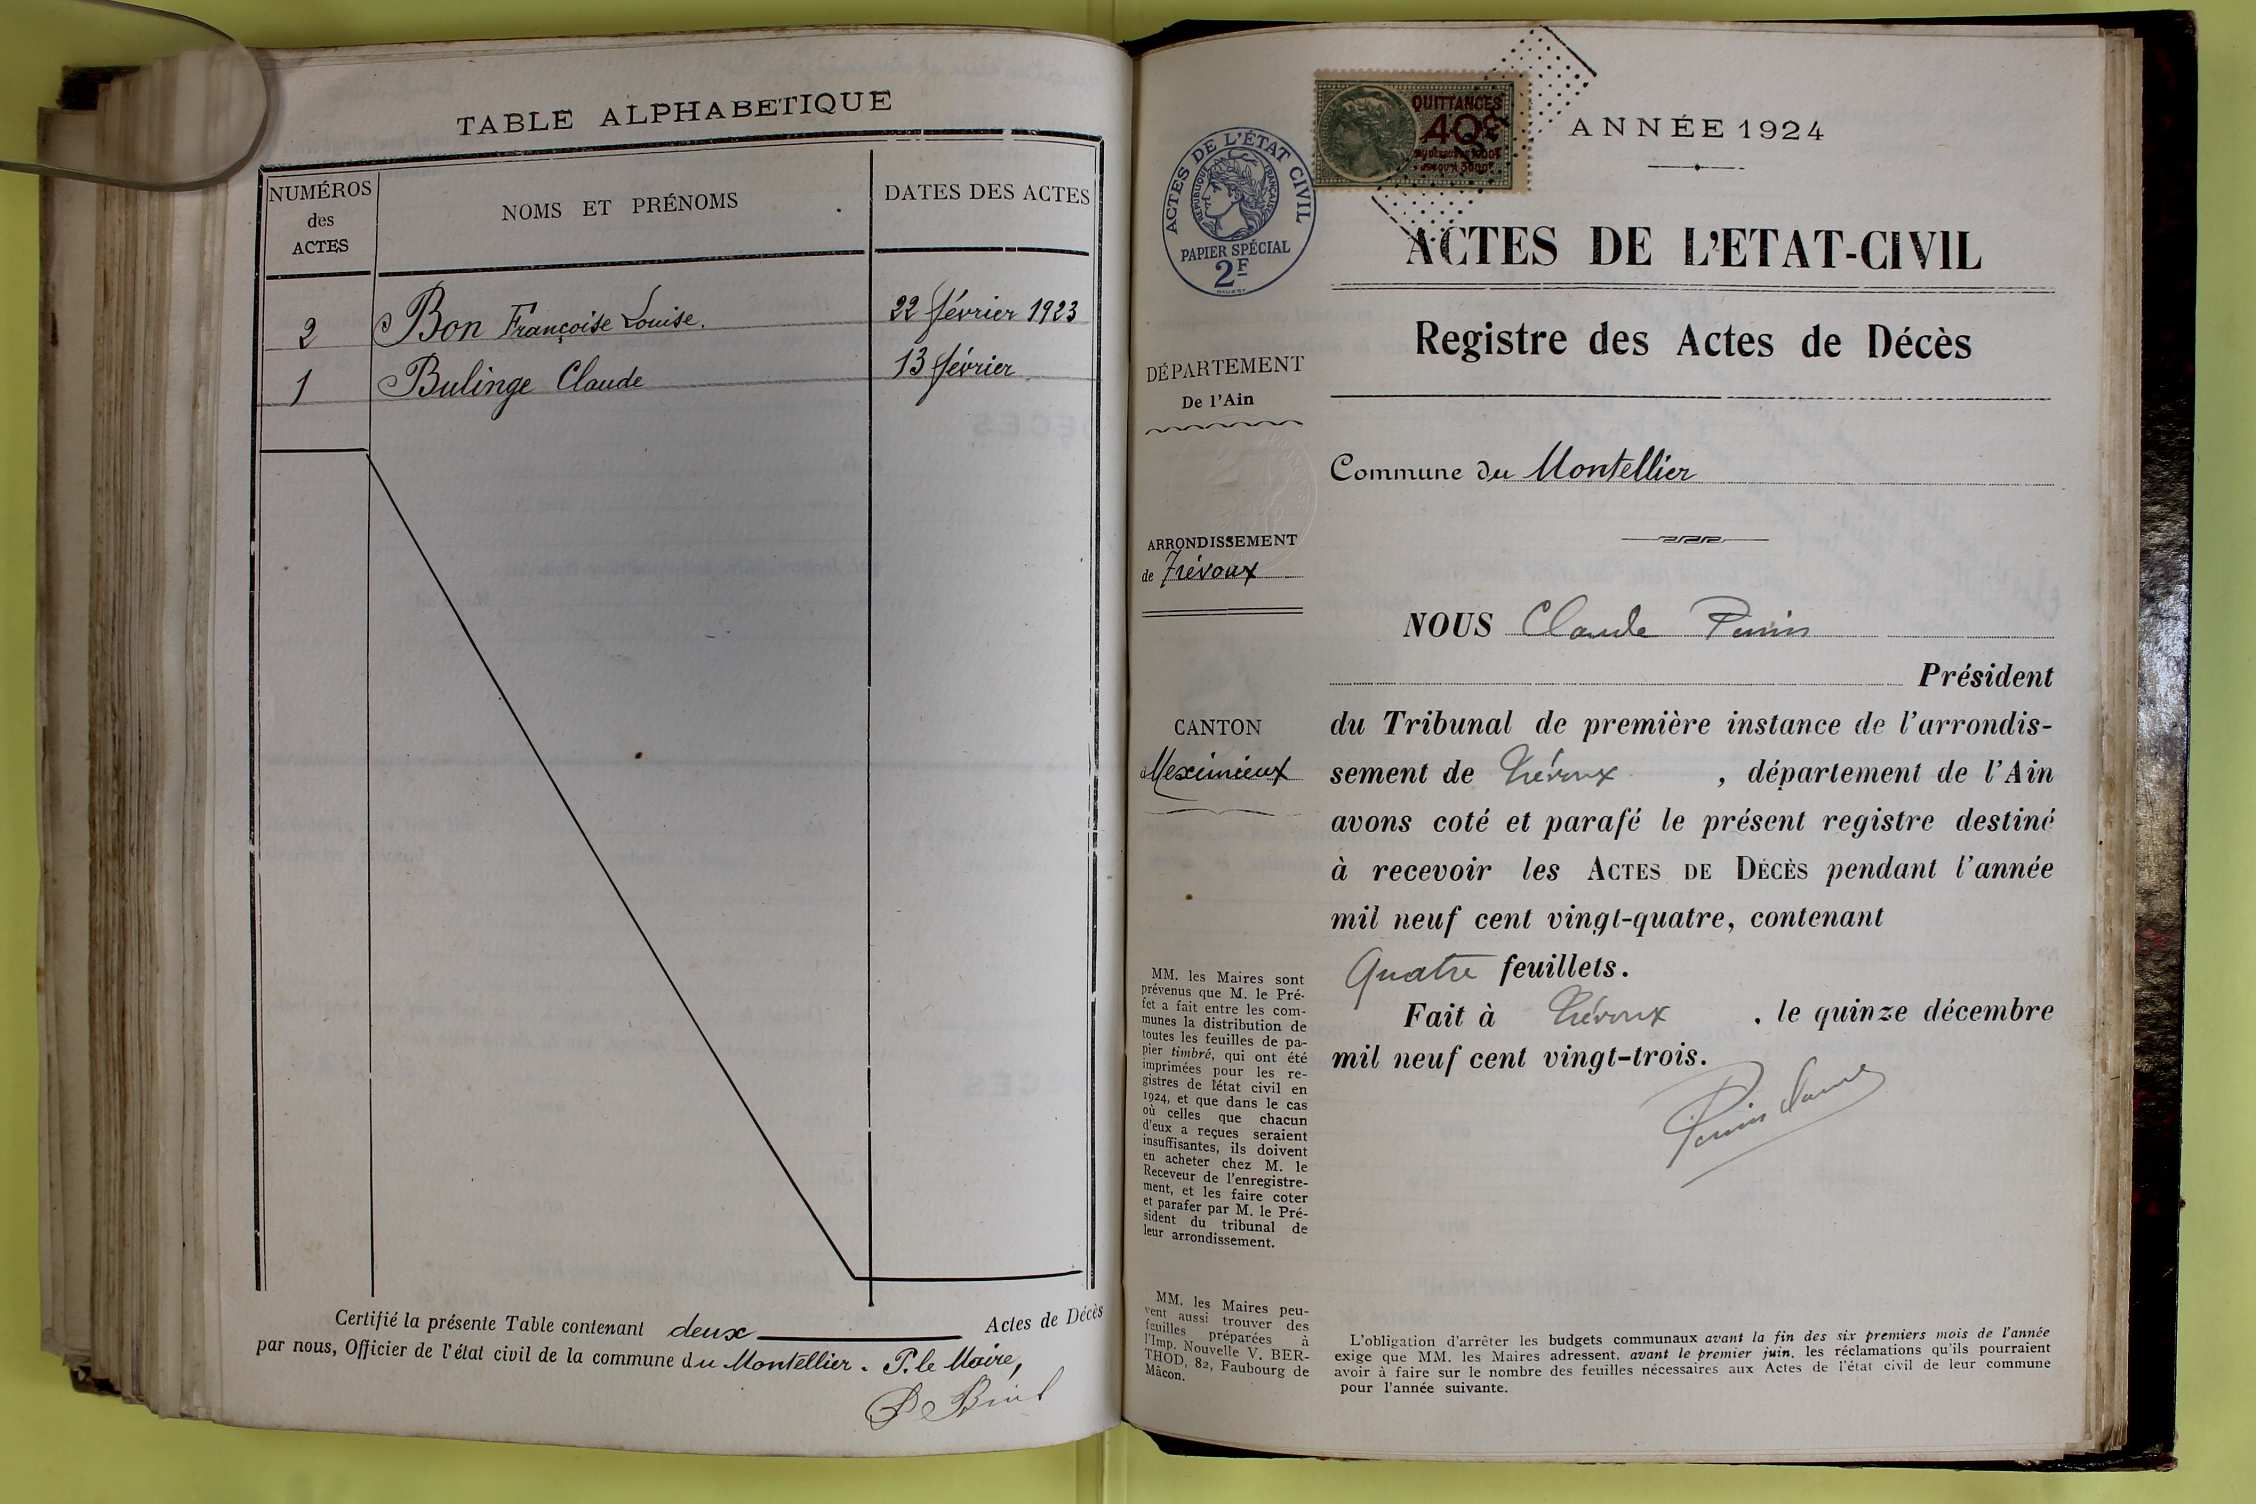 TABLE ALPHABETIQUE
NUMÉROS
des
ACTES
NOMS ET PRÉNOMS
DATES DES ACTES
2 Bon Françoise Louise. 22 février 1923
1 Bulinge Claude 13 février
Certifié la présente Table contenant deux Actes de Décès
par nous, Officier de l'état civil de la commune du Montellier. P. le Maire,
ACTES DE L'ÉTAT CIVIL
RÉPUBLIQUE FRANÇAISE
PAPIER SPÉCIAL
2F
QUITTANCES
40c
ANNÉE 1924
ACTES DE L'ETAT-CIVIL
Registre des Actes de Décès
DÉPARTEMENT
De l'Ain
Commune du Montellier
ARRONDISSEMENT
de Trévoux
CANTON
de Meximieux
MM. les Maires sont
prévenus que M. le Pré-
fet a fait entre les com-
munes la distribution de
toutes les feuilles de pa-
pier timbré, qui ont été
imprimées pour les re-
gistres de l'état civil en
1924, et que dans le cas
où celles que chacun
d'eux a reçues seraient
insuffisantes, ils doivent
en acheter chez M. le
Receveur de l'enregistre-
ment, et les faire coter
et parafer par M. le Pré-
sident du tribunal de
leur arrondissement.
MM. les Maires peu-
vent aussi trouver des
feuilles préparées à
l'Imp. Nouvelle V. BER-
THOD, 82, Faubourg de
Mâcon.
NOUS Claude
Président
du Tribunal de première instance de l'arrondis-
sement de Trévoux , département de l'Ain
avons coté et parafé le présent registre destiné
à recevoir les ACTES DE DÉCÈS pendant l'année
mil neuf cent vingt-quatre, contenant
Quatre feuillets.
Fait à Trévoux , le quinze décembre
mil neuf cent vingt-trois.
L'obligation d'arrêter les budgets communaux avant la fin des six premiers mois de l'année
exige que MM. les Maires adressent, avant le premier juin, les réclamations qu'ils pourraient
avoir à faire sur le nombre des feuilles nécessaires aux Actes de l'état civil de leur commune
pour l'année suivante.